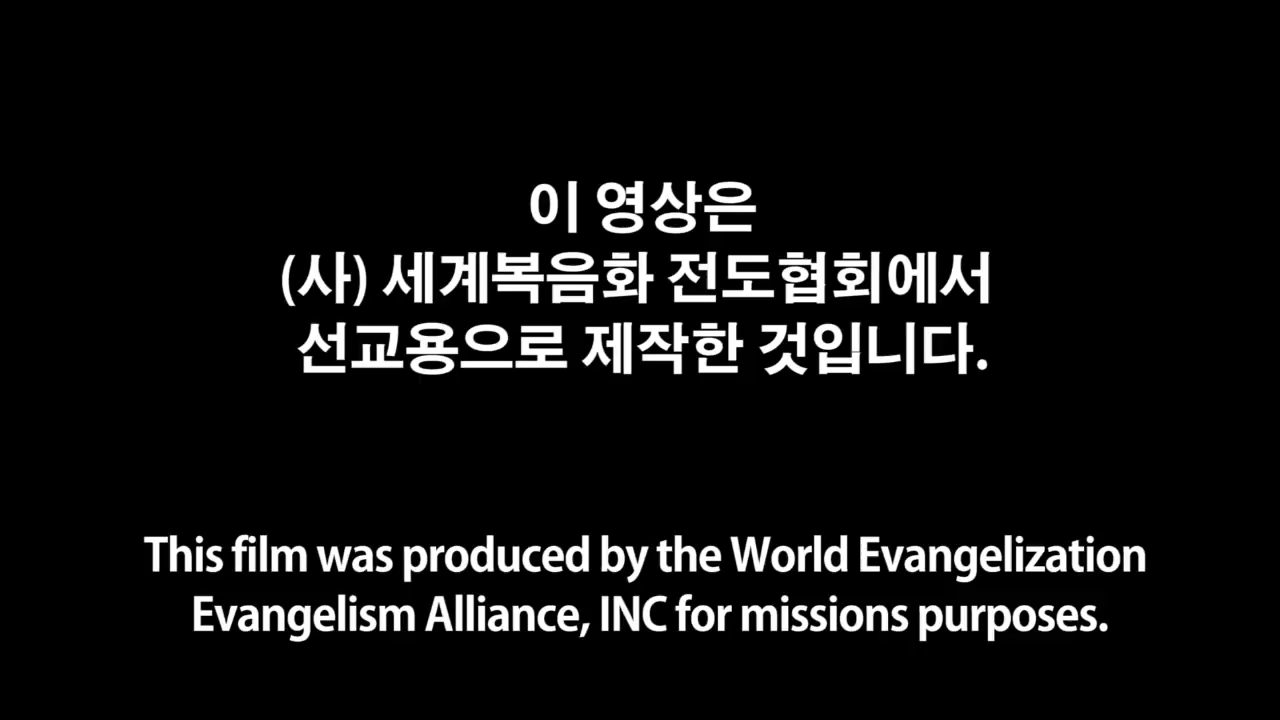 이 영상은
(사) 세계복음화 전도협회에서
선교용으로 제작한 것입니다.
This film was produced by the World Evangelization
Evangelism Alliance, INC for missions purposes.